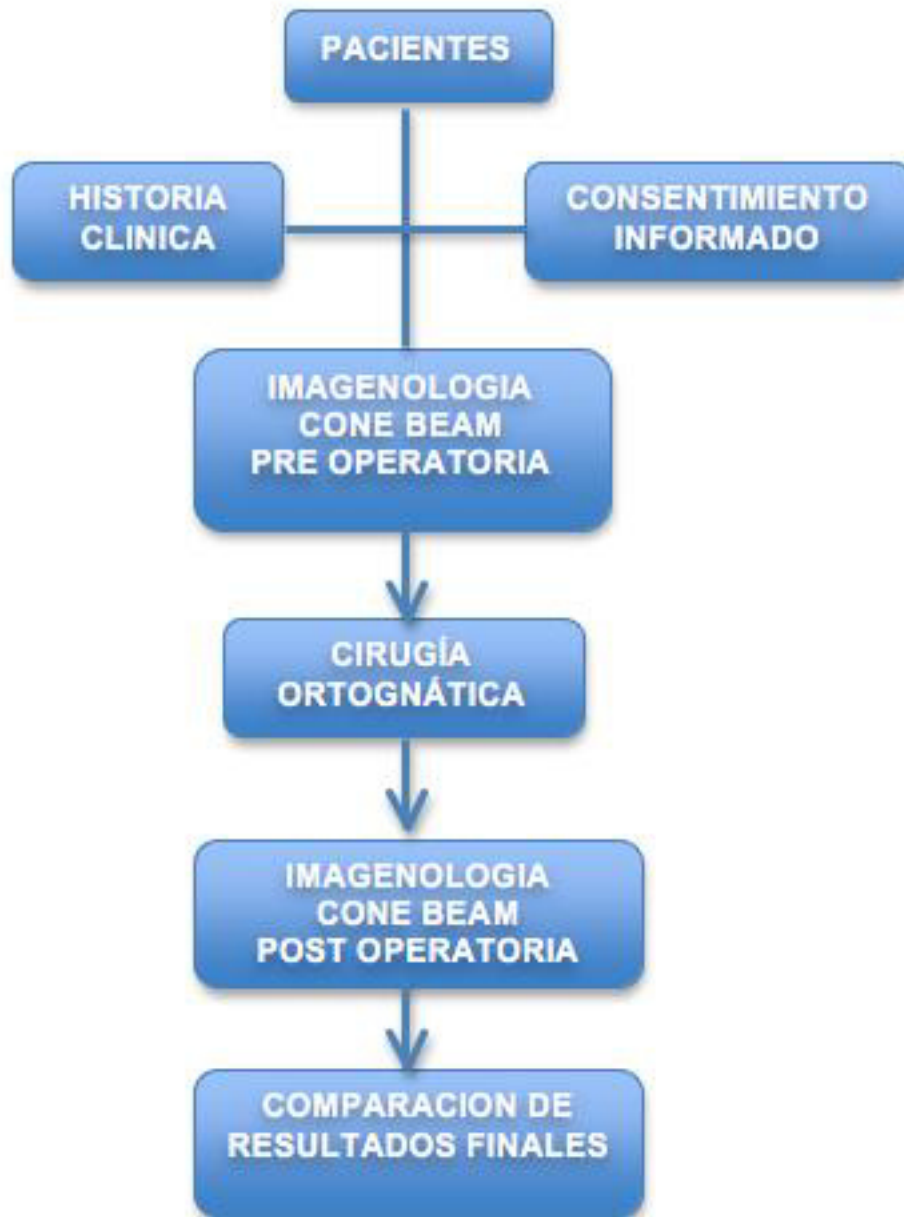 PACIENTES
HISTORIA
CLINICA
CONSENTIMIENTO
INFORMADO
IMAGENOLOGIA
CONE BEAM
PRE OPERATORIA
CIRUGÍA
ORTOGNÁTICA
IMAGENOLOGIA
CONE BEAM
POST OPERATORIA
COMPARACION DE
RESULTADOS FINALES